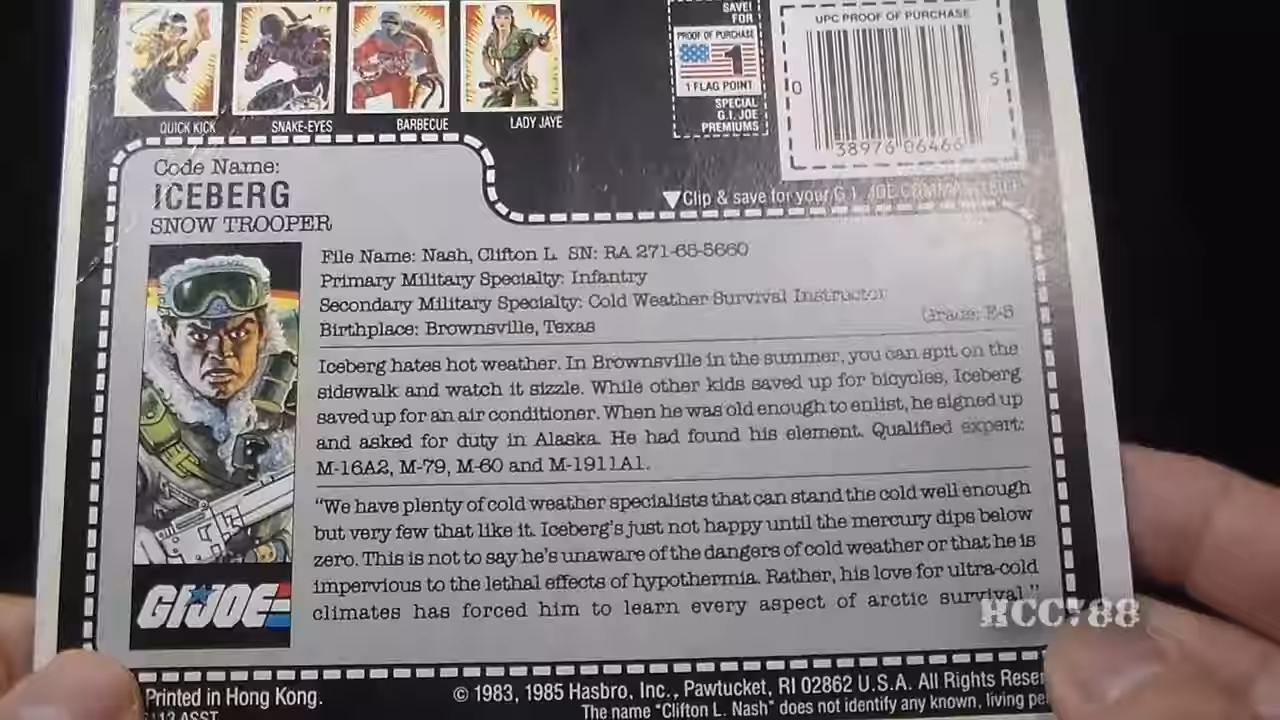 QUICK KICK
SNAKE-EYES
BARBECUE
LADY JAYE
SAVE!
FOR
PROOF OF PURCHASE
1
1 FLAG POINT
SPECIAL
G.I. JOE
PREMIUMS
UPC PROOF OF PURCHASE
0 38976 06466 5
▼Clip & save for your G.I. JOE COMMAND FILE!
Code Name:
ICEBERG
SNOW TROOPER
File Name: Nash, Clifton L. SN: RA 271-65-5660
Primary Military Specialty: Infantry
Secondary Military Specialty: Cold Weather Survival Instructor
Birthplace: Brownsville, Texas
Grade: E-5
Iceberg hates hot weather. In Brownsville in the summer, you can spit on the
sidewalk and watch it sizzle. While other kids saved up for bicycles, Iceberg
saved up for an air conditioner. When he was old enough to enlist, he signed up
and asked for duty in Alaska. He had found his element. Qualified expert:
M-16A2, M-79, M-60 and M-1911A1.
"We have plenty of cold weather specialists that can stand the cold well enough
but very few that like it. Iceberg's just not happy until the mercury dips below
zero. This is not to say he's unaware of the dangers of cold weather or that he is
impervious to the lethal effects of hypothermia. Rather, his love for ultra-cold
climates has forced him to learn every aspect of arctic survival."
GI JOE
HCC788
Printed in Hong Kong.
© 1983, 1985 Hasbro, Inc., Pawtucket, RI 02862 U.S.A. All Rights Reser
113 ASST.
The name "Clifton L. Nash" does not identify any known, living pe